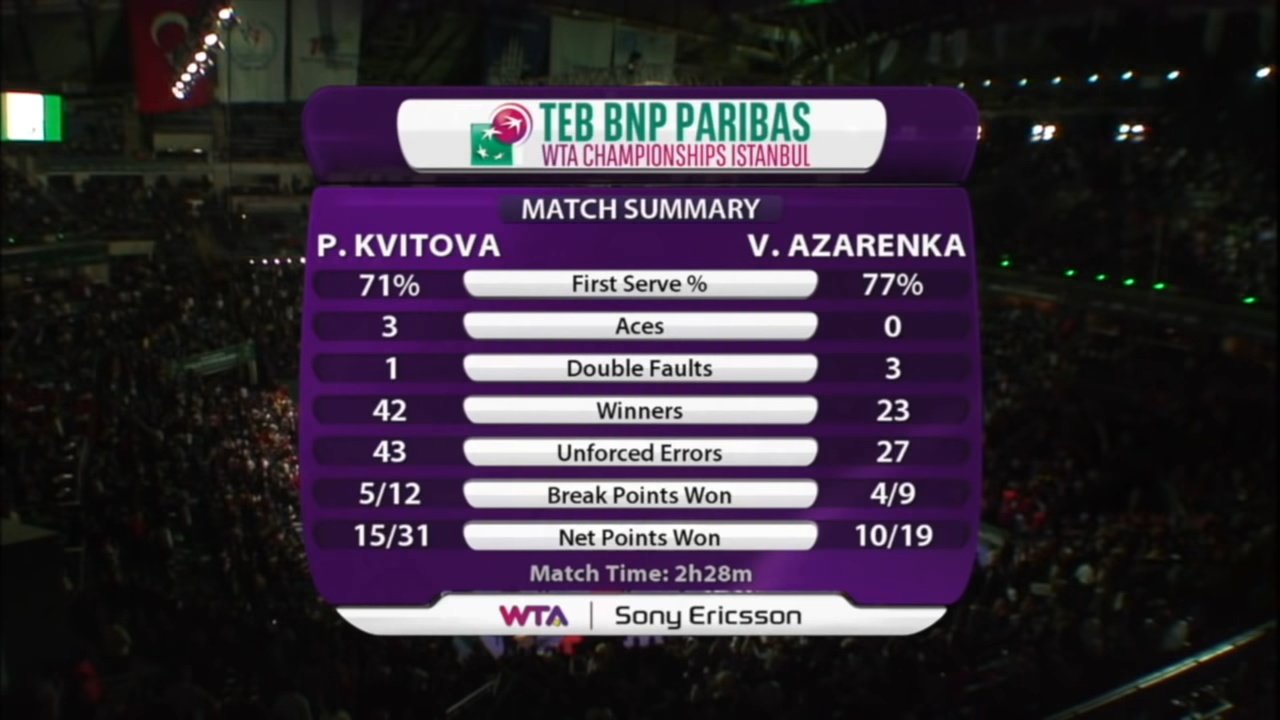 TEB BNP PARIBAS
WTA CHAMPIONSHIPS ISTANBUL
MATCH SUMMARY
P. KVITOVA V. AZARENKA
71% First Serve % 77%
3 Aces 0
1 Double Faults 3
42 Winners 23
43 Unforced Errors 27
5/12 Break Points Won 4/9
15/31 Net Points Won 10/19
Match Time: 2h28m
WTA | Sony Ericsson